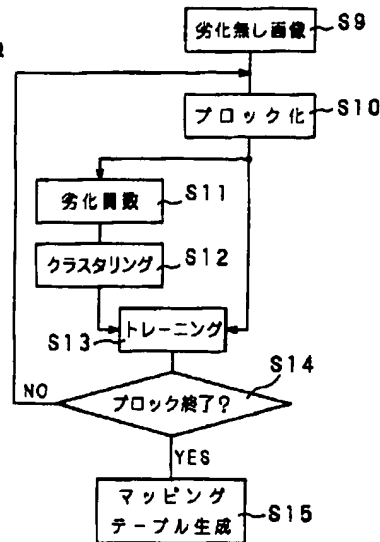 劣化無し画像
S9
ブロック化
S10
劣化関数
S11
クラスタリング
S12
トレーニング
S13
ブロック終了?
S14
NO
YES
マッピング
テーブル生成
S15